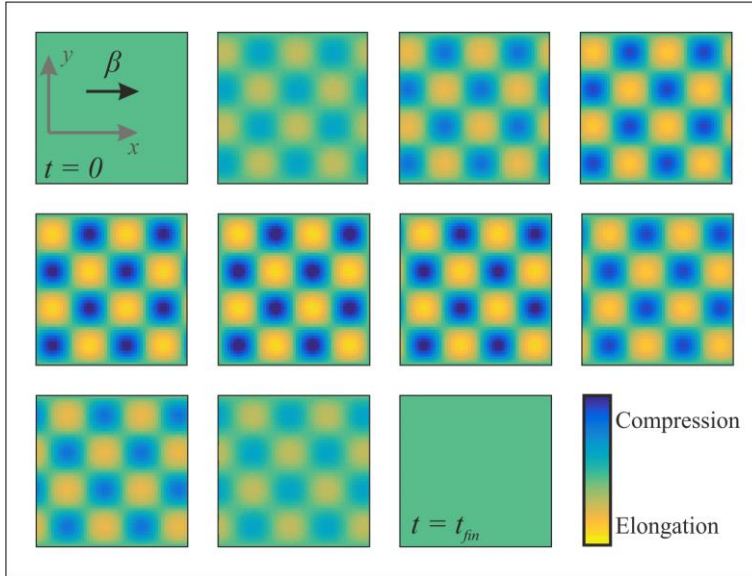 y
β
x
t = 0
t = t_fin
Compression
Elongation